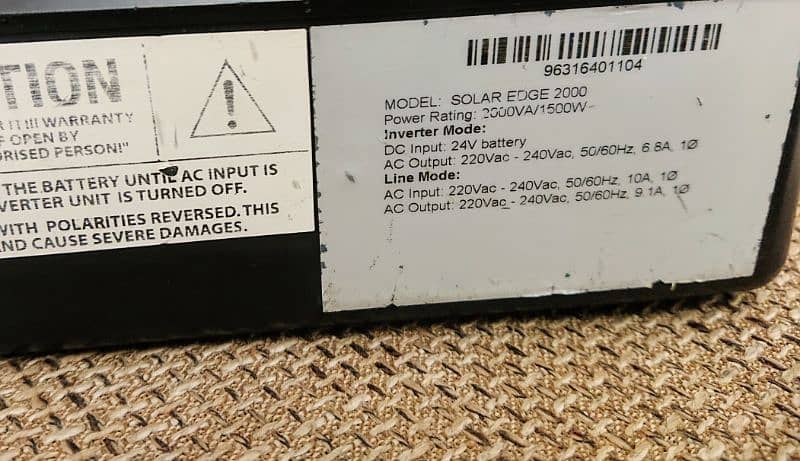 TION
R IT!!! WARRANTY
F OPEN BY
ORISED PERSON!"
THE BATTERY UNTIL AC INPUT IS
VERTER UNIT IS TURNED OFF.
WITH POLARITIES REVERSED. THIS
AND CAUSE SEVERE DAMAGES.
96316401104
MODEL: SOLAR EDGE 2000
Power Rating: 2000VA/1500W
Inverter Mode:
DC Input: 24V battery
AC Output: 220Vac - 240Vac, 50/60Hz, 6.8A, 1Ø
Line Mode:
AC Input: 220Vac - 240Vac, 50/60Hz, 10A, 1Ø
AC Output: 220Vac - 240Vac, 50/60Hz, 9.1A, 1Ø